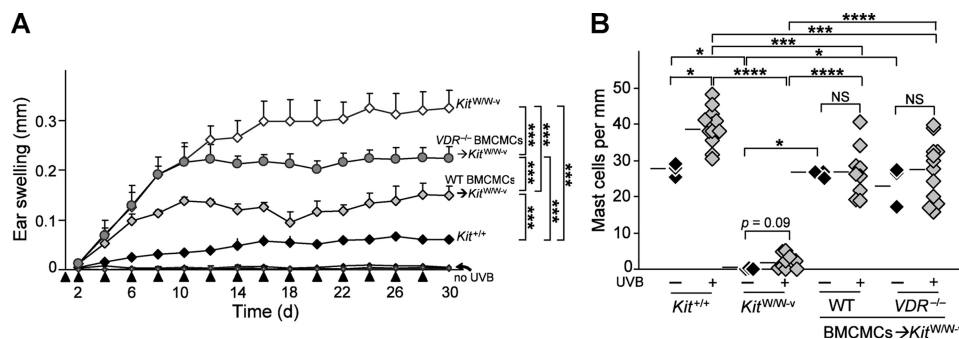 A
Ear swelling (mm)
0.3
0.2
0.1
0
2 6 10 14 18 22 26 30
Time (d)
Kit^W/W-v
VDR^-/- BMCMCs
→Kit^W/W-v
WT BMCMCs
→Kit^W/W-v
Kit^+/+
no UVB
***
***
***
***
***
***
B
Mast cells per mm
50
40
30
20
10
0
****
***
***
* *
* **** **** NS NS
*
p = 0.09
UVB − + − + − + − +
Kit^+/+ Kit^W/W-v WT VDR^-/-
BMCMCs→Kit^W/W-v